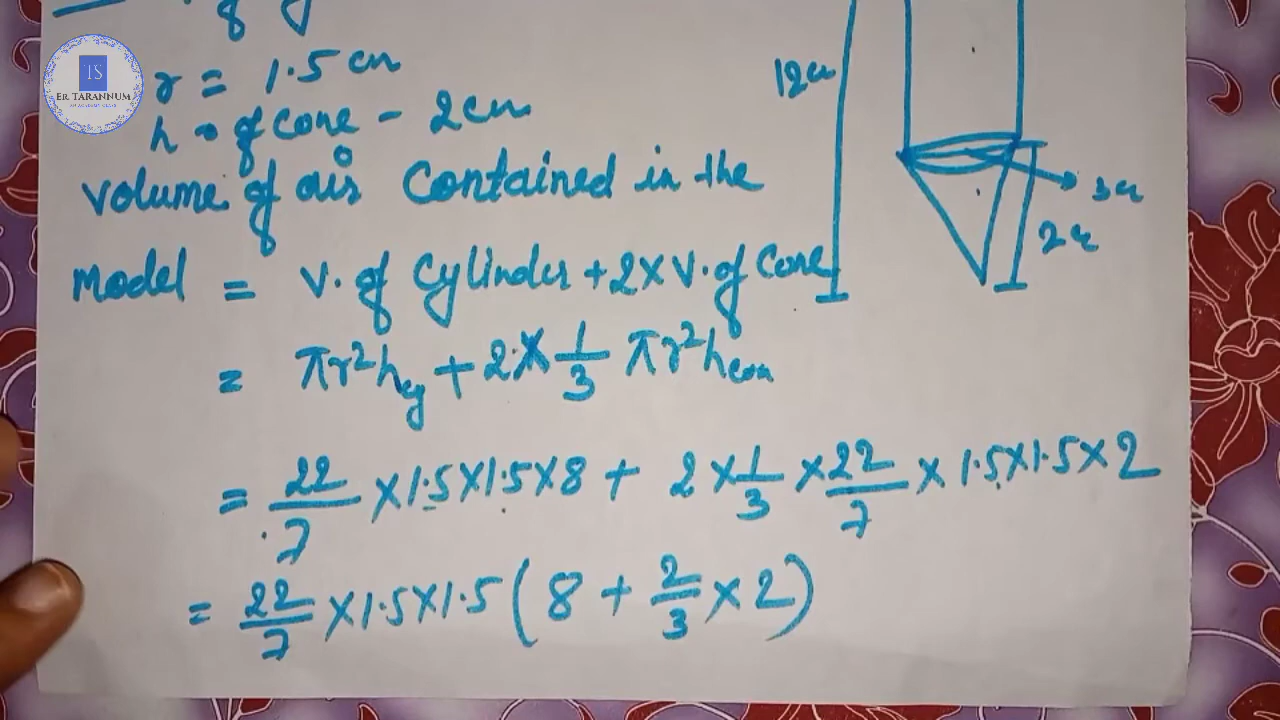 TS
ER TARANNUM
r = 1.5 cm
h of cone - 2cm
12cm
volume of air Contained in the
3cm
2cm
Model = V. of Cylinder + 2 X V. of Cone
= πr²h_cy + 2 X 1/3 πr²h_con
= 22/7 X 1.5 X 1.5 X 8 + 2 X 1/3 X 22/7 X 1.5 X 1.5 X 2
= 22/7 X 1.5 X 1.5 ( 8 + 2/3 X 2 )